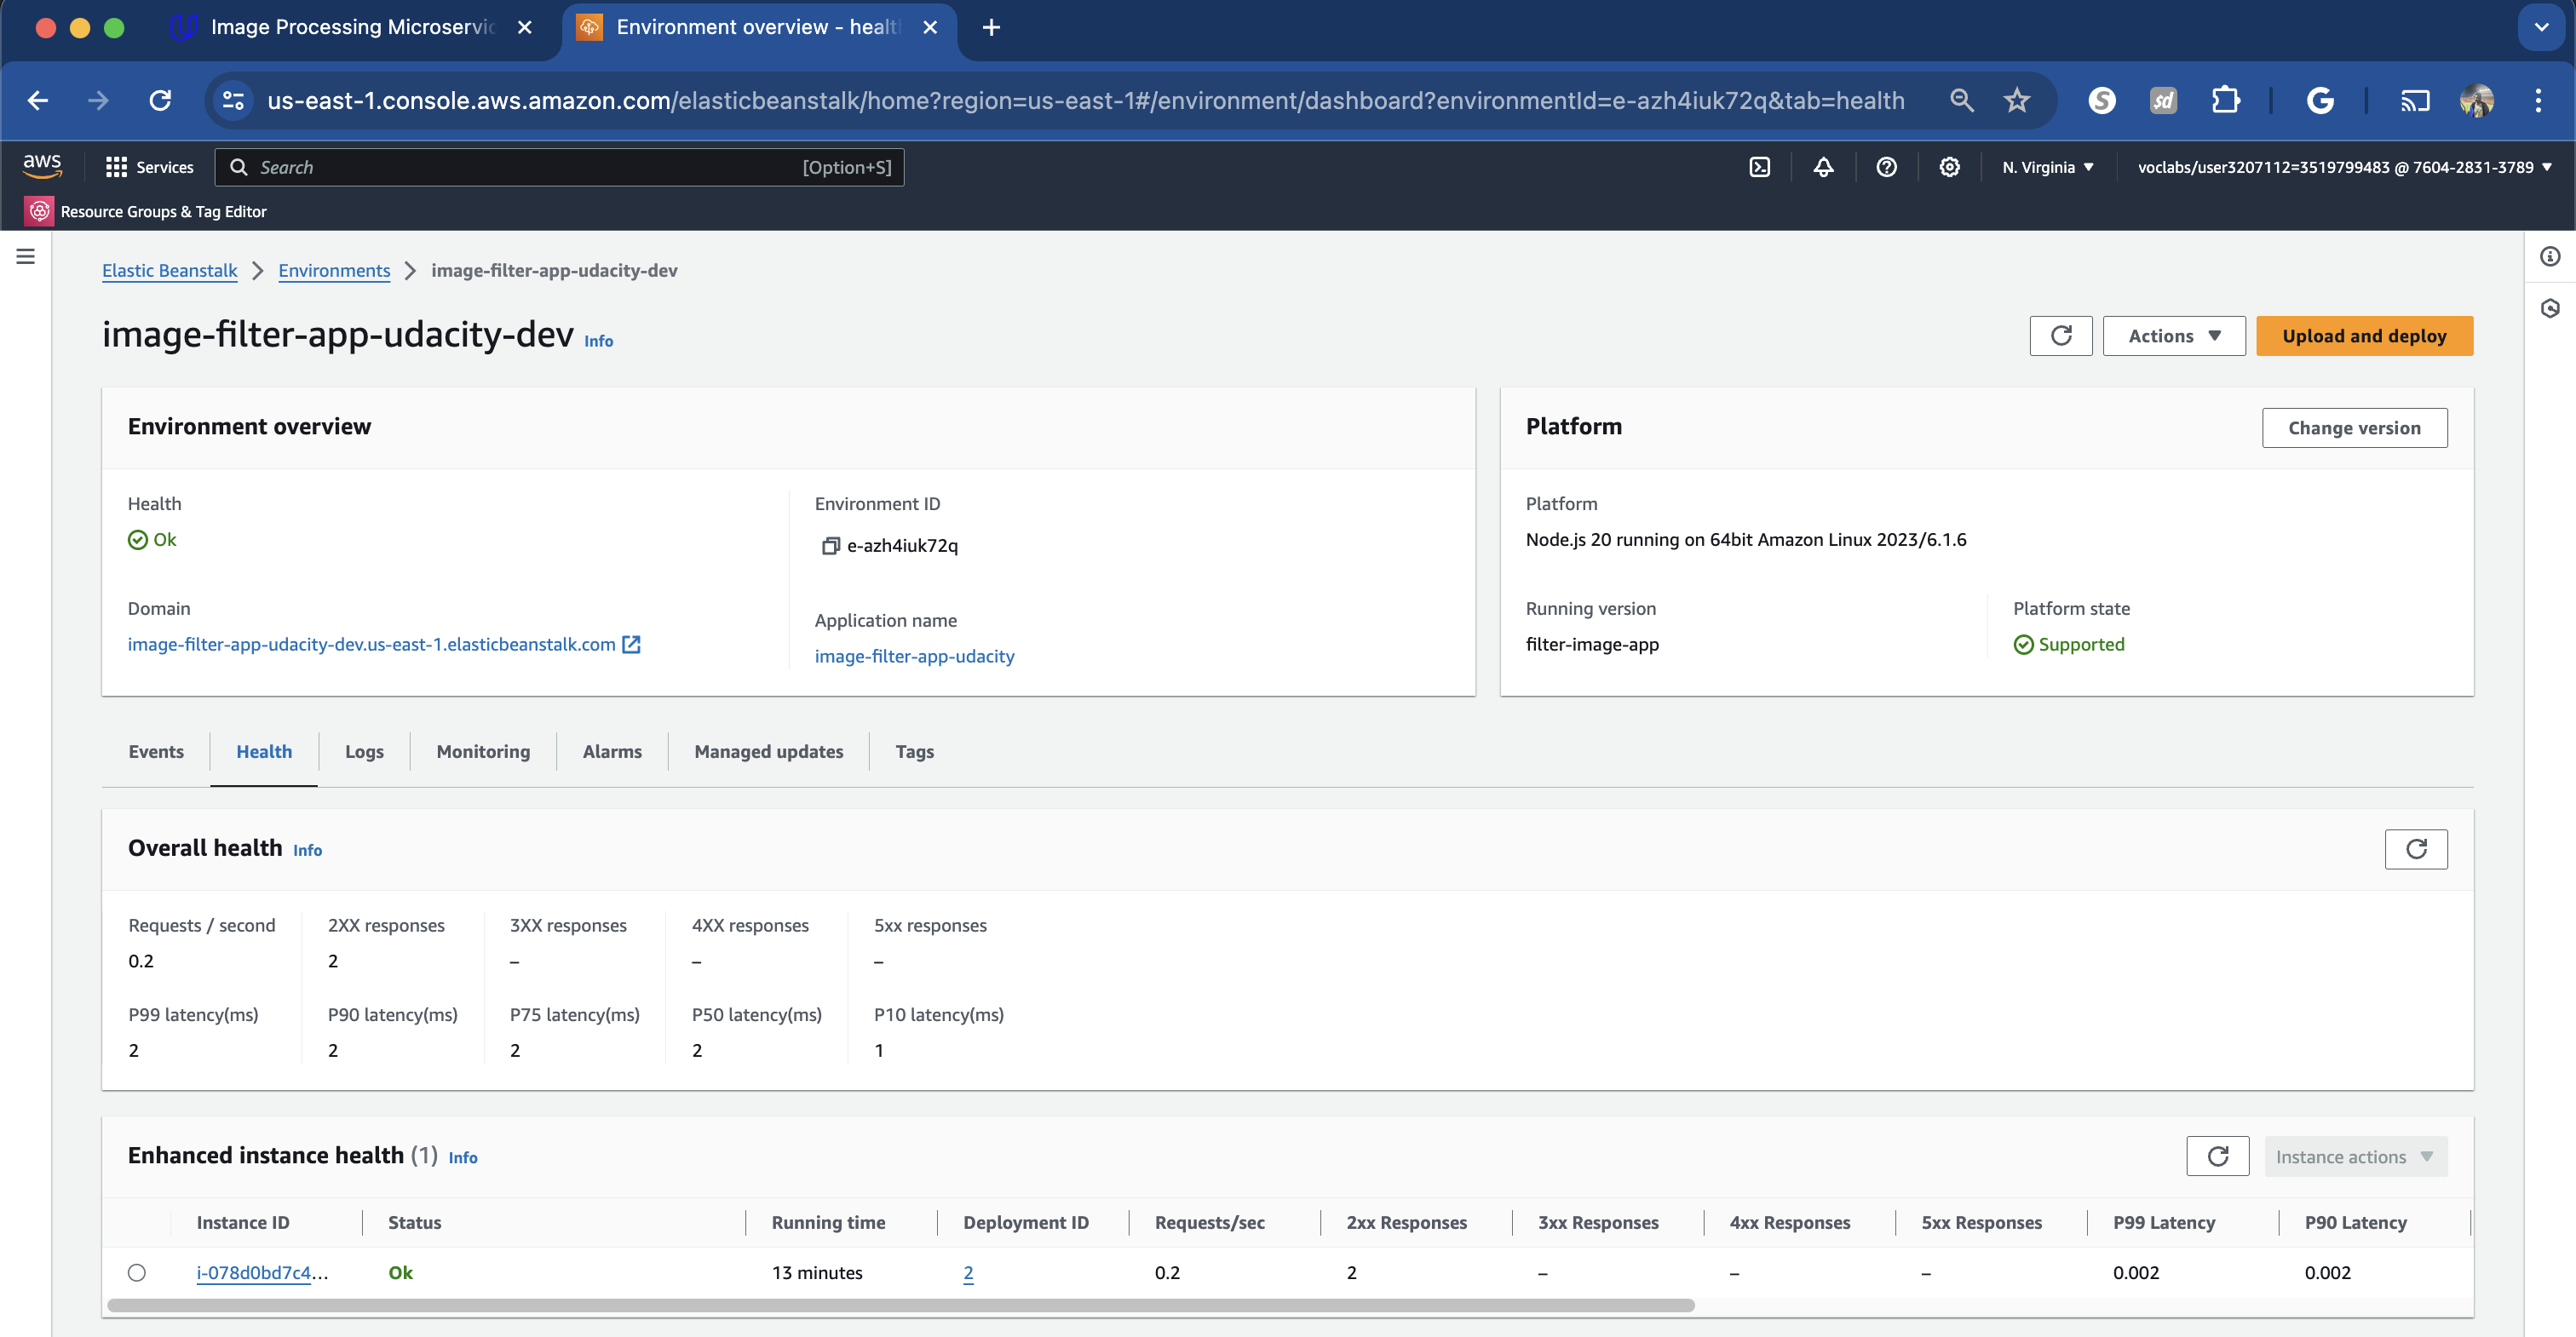 Image Processing Microservic
Environment overview - healt
us-east-1.console.aws.amazon.com/elasticbeanstalk/home?region=us-east-1#/environment/dashboard?environmentId=e-azh4iuk72q&tab=health
aws
Services
Search
[Option+S]
N. Virginia
voclabs/user3207112=3519799483 @ 7604-2831-3789
Resource Groups & Tag Editor
Elastic Beanstalk > Environments > image-filter-app-udacity-dev
image-filter-app-udacity-dev Info
Actions
Upload and deploy
Environment overview
Health
Ok
Domain
image-filter-app-udacity-dev.us-east-1.elasticbeanstalk.com
Environment ID
e-azh4iuk72q
Application name
image-filter-app-udacity
Platform
Change version
Platform
Node.js 20 running on 64bit Amazon Linux 2023/6.1.6
Running version
filter-image-app
Platform state
Supported
Events Health Logs Monitoring Alarms Managed updates Tags
Overall health Info
Requests / second 2XX responses 3XX responses 4XX responses 5xx responses
0.2 2 – – –
P99 latency(ms) P90 latency(ms) P75 latency(ms) P50 latency(ms) P10 latency(ms)
2 2 2 2 1
Enhanced instance health (1) Info
Instance actions
Instance ID Status Running time Deployment ID Requests/sec 2xx Responses 3xx Responses 4xx Responses 5xx Responses P99 Latency P90 Latency
i-078d0bd7c4... Ok 13 minutes 2 0.2 2 – – – 0.002 0.002